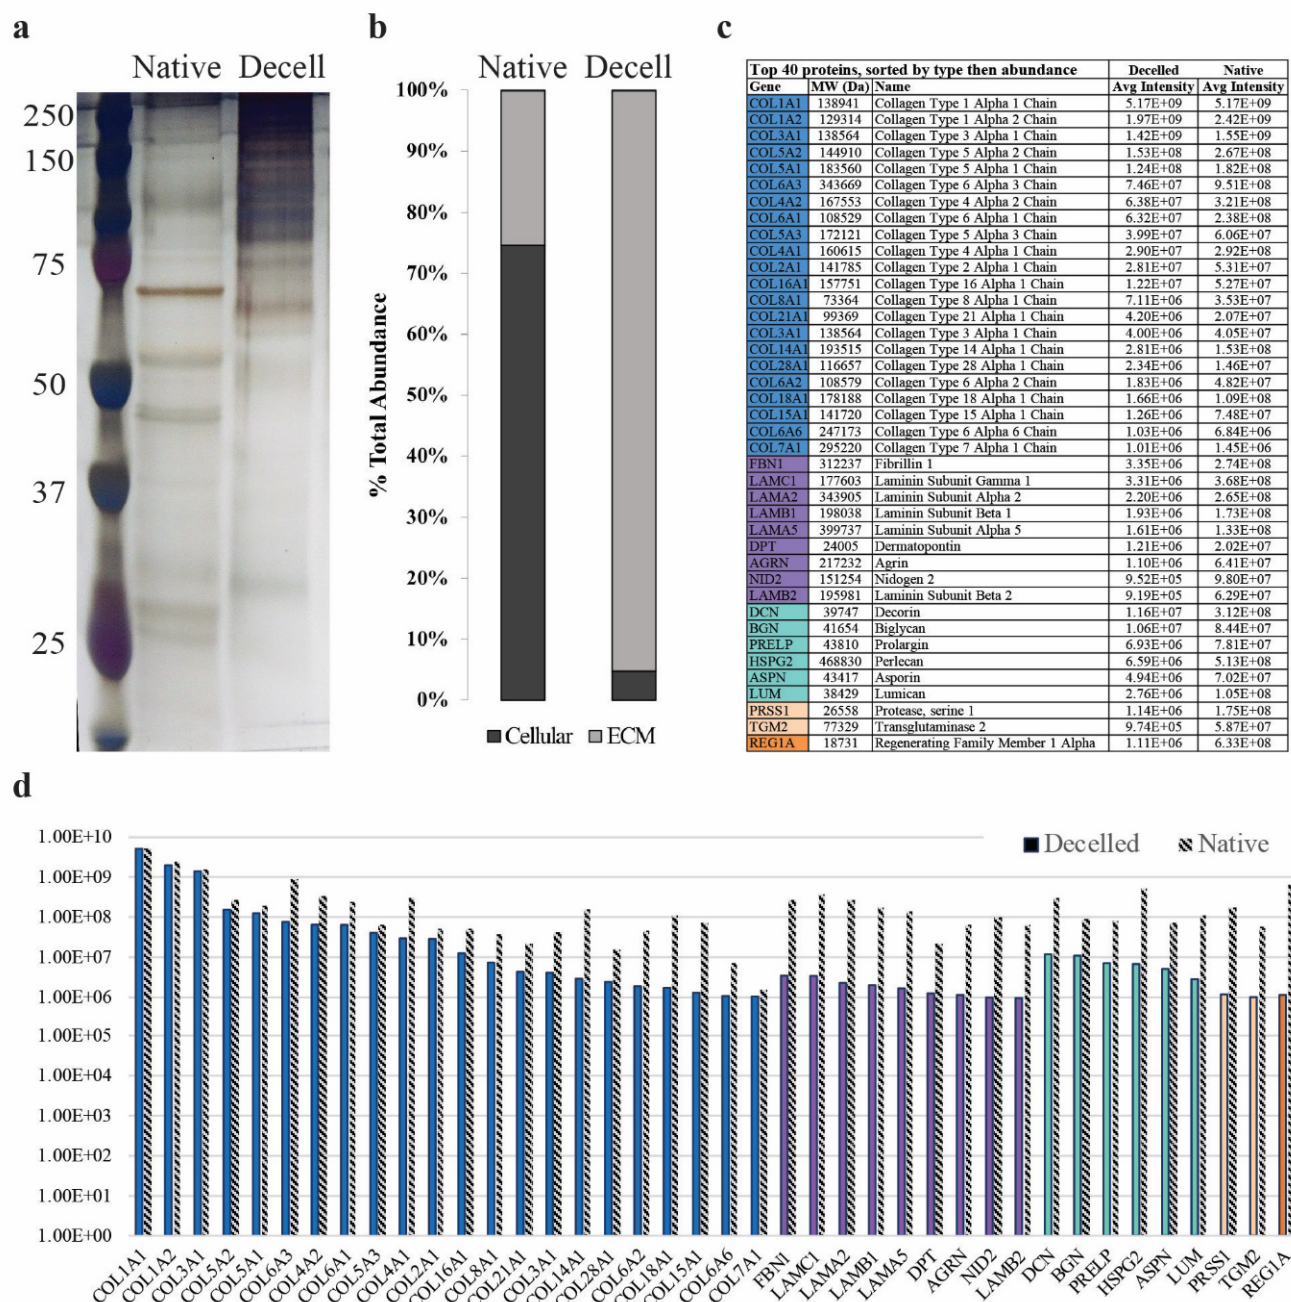 a
Native Decell
250
150
75
50
37
25
b
Native Decell
100%
90%
80%
70%
60%
50%
40%
30%
20%
10%
0%
% Total Abundance
Cellular ECM
c
Top 40 proteins, sorted by type then abundance Decelled Native
Gene MW (Da) Name Avg Intensity Avg Intensity
COL1A1 138941 Collagen Type 1 Alpha 1 Chain 5.17E+09 5.17E+09
COL1A2 129314 Collagen Type 1 Alpha 2 Chain 1.97E+09 2.42E+09
COL3A1 138564 Collagen Type 3 Alpha 1 Chain 1.42E+09 1.55E+09
COL5A2 144910 Collagen Type 5 Alpha 2 Chain 1.53E+08 2.67E+08
COL5A1 183560 Collagen Type 5 Alpha 1 Chain 1.24E+08 1.82E+08
COL6A3 343669 Collagen Type 6 Alpha 3 Chain 7.46E+07 9.51E+08
COL4A2 167553 Collagen Type 4 Alpha 2 Chain 6.38E+07 3.21E+08
COL6A1 108529 Collagen Type 6 Alpha 1 Chain 6.32E+07 2.38E+08
COL5A3 172121 Collagen Type 5 Alpha 3 Chain 3.99E+07 6.06E+07
COL4A1 160615 Collagen Type 4 Alpha 1 Chain 2.90E+07 2.92E+08
COL2A1 141785 Collagen Type 2 Alpha 1 Chain 2.81E+07 5.31E+07
COL16A1 157751 Collagen Type 16 Alpha 1 Chain 1.22E+07 5.27E+07
COL8A1 73364 Collagen Type 8 Alpha 1 Chain 7.11E+06 3.53E+07
COL21A1 99369 Collagen Type 21 Alpha 1 Chain 4.20E+06 2.07E+07
COL3A1 138564 Collagen Type 3 Alpha 1 Chain 4.00E+06 4.05E+07
COL14A1 193515 Collagen Type 14 Alpha 1 Chain 2.81E+06 1.53E+08
COL28A1 116657 Collagen Type 28 Alpha 1 Chain 2.34E+06 1.46E+07
COL6A2 108579 Collagen Type 6 Alpha 2 Chain 1.83E+06 4.82E+07
COL18A1 178188 Collagen Type 18 Alpha 1 Chain 1.66E+06 1.09E+08
COL15A1 141720 Collagen Type 15 Alpha 1 Chain 1.26E+06 7.48E+07
COL6A6 247173 Collagen Type 6 Alpha 6 Chain 1.03E+06 6.84E+06
COL7A1 295220 Collagen Type 7 Alpha 1 Chain 1.01E+06 1.45E+06
FBN1 312237 Fibrillin 1 3.35E+06 2.74E+08
LAMC1 177603 Laminin Subunit Gamma 1 3.31E+06 3.68E+08
LAMA2 343905 Laminin Subunit Alpha 2 2.20E+06 2.65E+08
LAMB1 198038 Laminin Subunit Beta 1 1.93E+06 1.73E+08
LAMA5 399737 Laminin Subunit Alpha 5 1.61E+06 1.33E+08
DPT 24005 Dermatopontin 1.21E+06 2.02E+07
AGRN 217232 Agrin 1.10E+06 6.41E+07
NID2 151254 Nidogen 2 9.52E+05 9.80E+07
LAMB2 195981 Laminin Subunit Beta 2 9.19E+05 6.29E+07
DCN 39747 Decorin 1.16E+07 3.12E+08
BGN 41654 Biglycan 1.06E+07 8.44E+07
PRELP 43810 Prolargin 6.93E+06 7.81E+07
HSPG2 468830 Perlecan 6.59E+06 5.13E+08
ASPN 43417 Asporin 4.94E+06 7.02E+07
LUM 38429 Lumican 2.76E+06 1.05E+08
PRSS1 26558 Protease, serine 1 1.14E+06 1.75E+08
TGM2 77329 Transglutaminase 2 9.74E+05 5.87E+07
REG1A 18731 Regenerating Family Member 1 Alpha 1.11E+06 6.33E+08
d
Decelled Native
1.00E+10
1.00E+09
1.00E+08
1.00E+07
1.00E+06
1.00E+05
1.00E+04
1.00E+03
1.00E+02
1.00E+01
1.00E+00
COL1A1 COL1A2 COL3A1 COL5A2 COL5A1 COL6A3 COL4A2 COL6A1 COL5A3 COL4A1 COL2A1 COL16A1 COL8A1 COL21A1 COL3A1 COL14A1 COL28A1 COL6A2 COL18A1 COL15A1 COL6A6 COL7A1 FBN1 LAMC1 LAMA2 LAMB1 LAMA5 DPT AGRN NID2 LAMB2 DCN BGN PRELP HSPG2 ASPN LUM PRSS1 TGM2 REG1A